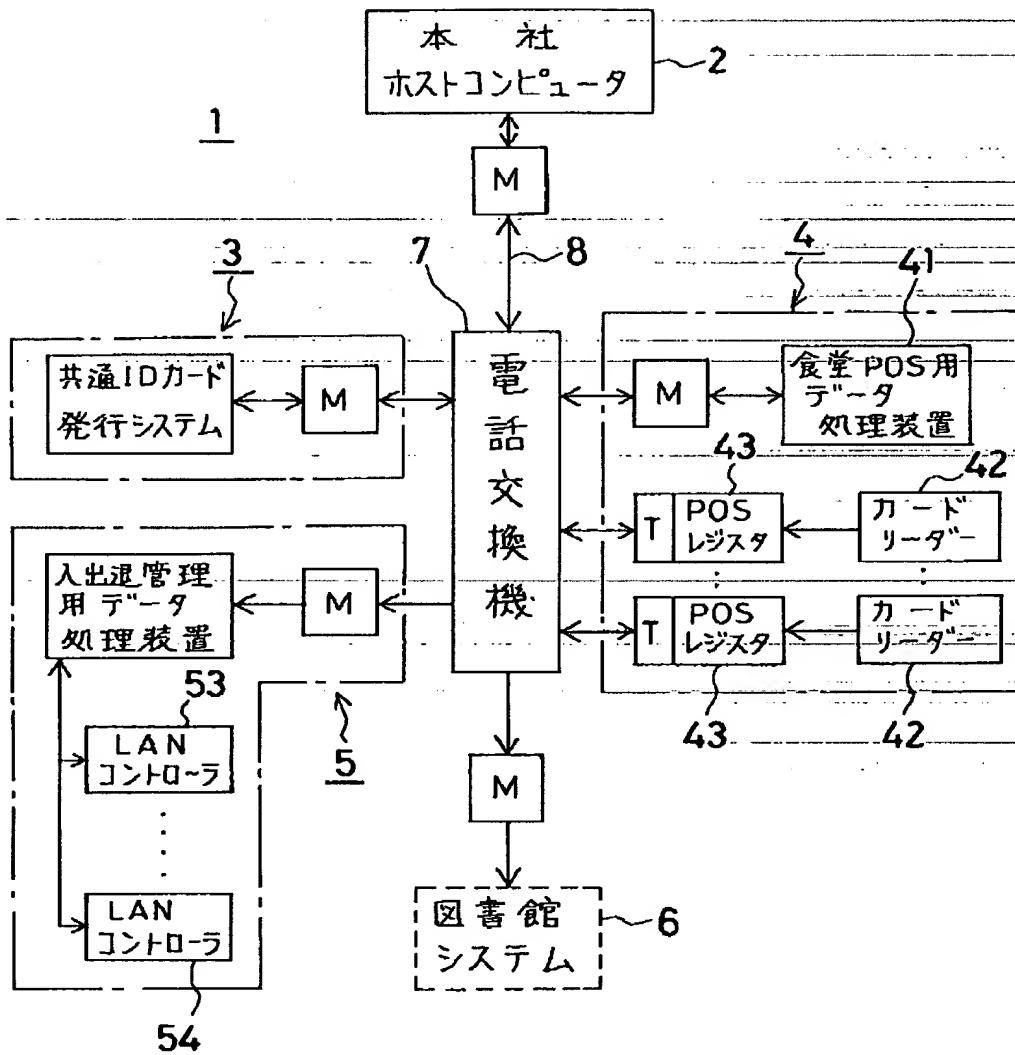 本 社
ホストコンピュータ
2
1
M
8
7
3
共通IDカード
発行システム
M
電話交換機
4
41
M
食堂POS用
データ
処理装置
43
42
T
POS
レジスタ
カード
リーダー
T
POS
レジスタ
カード
リーダー
43
42
入出退管理
用データ
処理装置
M
53
LAN
コントローラ
5
LAN
コントローラ
54
M
図書館
システム
6